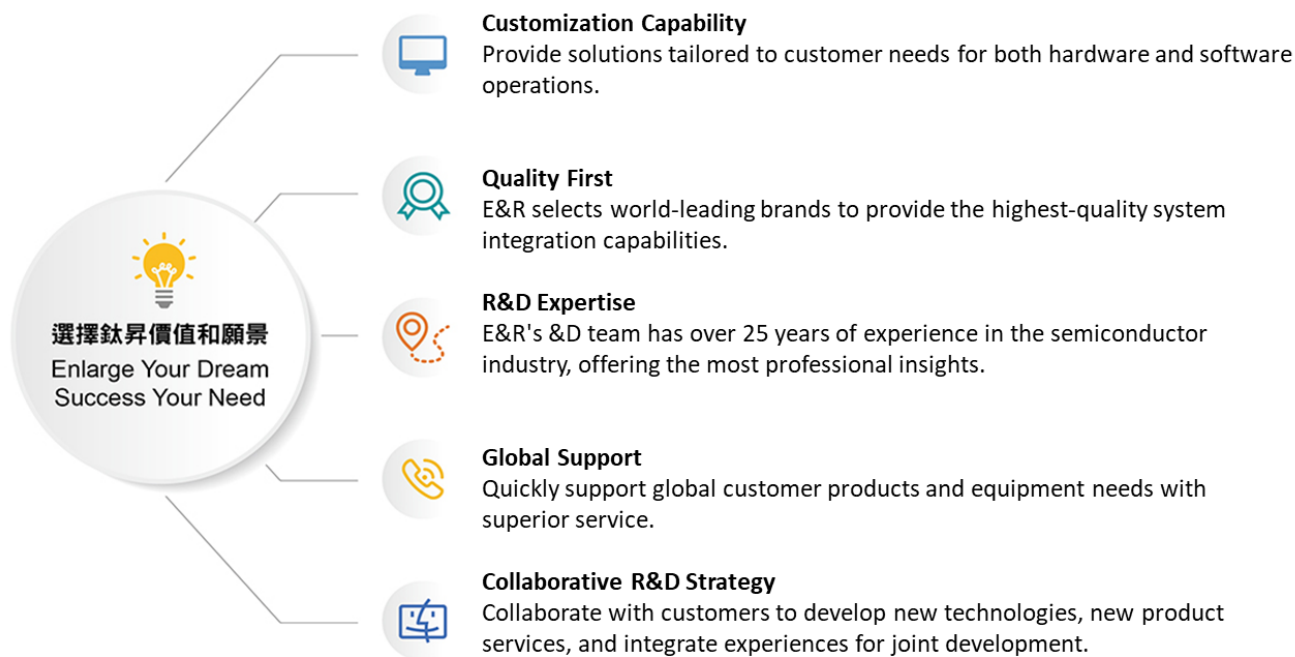 選擇鈦昇價值和願景
Enlarge Your Dream
Success Your Need
Customization Capability
Provide solutions tailored to customer needs for both hardware and software
operations.
Quality First
E&R selects world-leading brands to provide the highest-quality system
integration capabilities.
R&D Expertise
E&R's &D team has over 25 years of experience in the semiconductor
industry, offering the most professional insights.
Global Support
Quickly support global customer products and equipment needs with
superior service.
Collaborative R&D Strategy
Collaborate with customers to develop new technologies, new product
services, and integrate experiences for joint development.